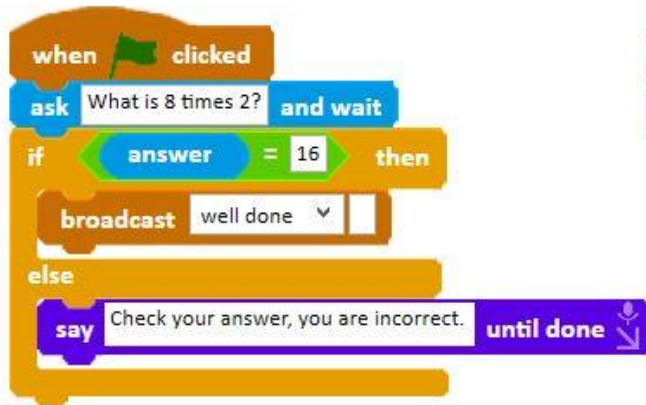 when clicked
ask What is 8 times 2? and wait
if answer = 16 then
broadcast well done
else
say Check your answer, you are incorrect. until done